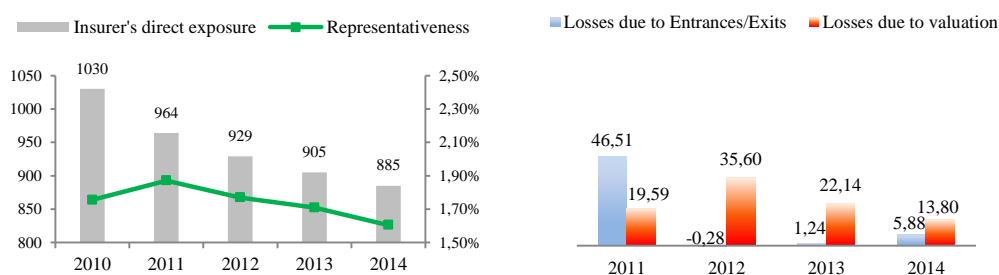 Insurer's direct exposure Representativeness
1050 1030 2,50%
1000 964 2,30%
950 929 2,10%
900 905 885 1,90%
850 1,70%
800 1,50%
2010 2011 2012 2013 2014
Losses due to Entrances/Exits Losses due to valuation
46,51 19,59 -0,28 35,60 1,24 22,14 5,88 13,80
2011 2012 2013 2014